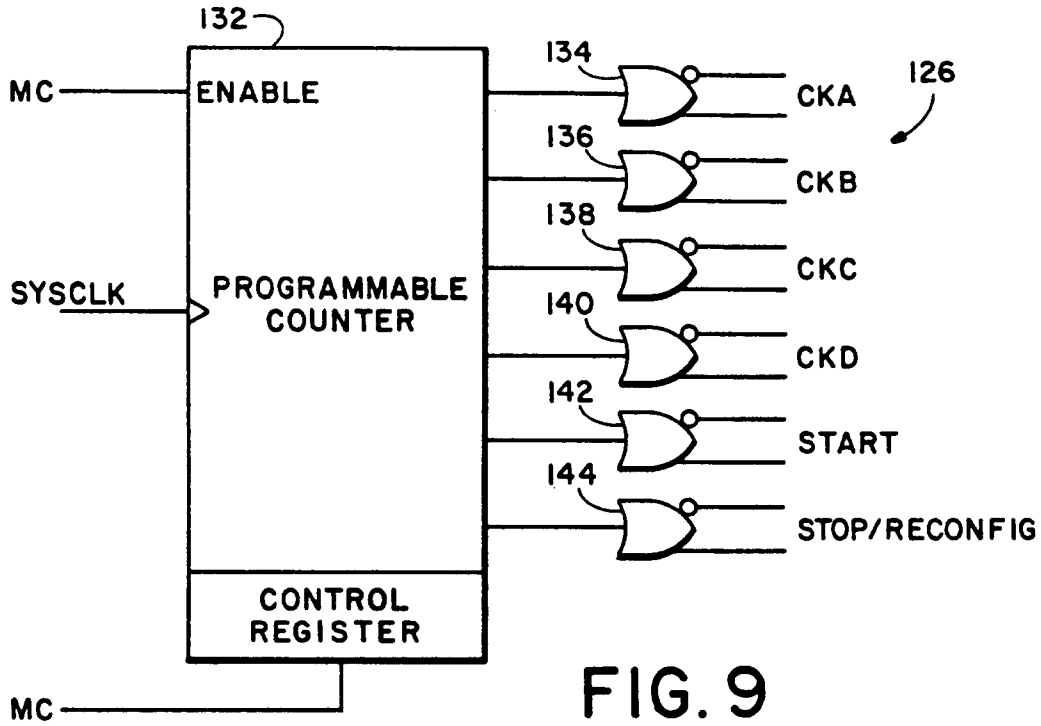 132
MC
ENABLE
134
CKA
126
136
CKB
138
CKC
SYSCLK
PROGRAMMABLE
COUNTER
140
CKD
142
START
144
STOP/RECONFIG
CONTROL
REGISTER
MC
FIG. 9